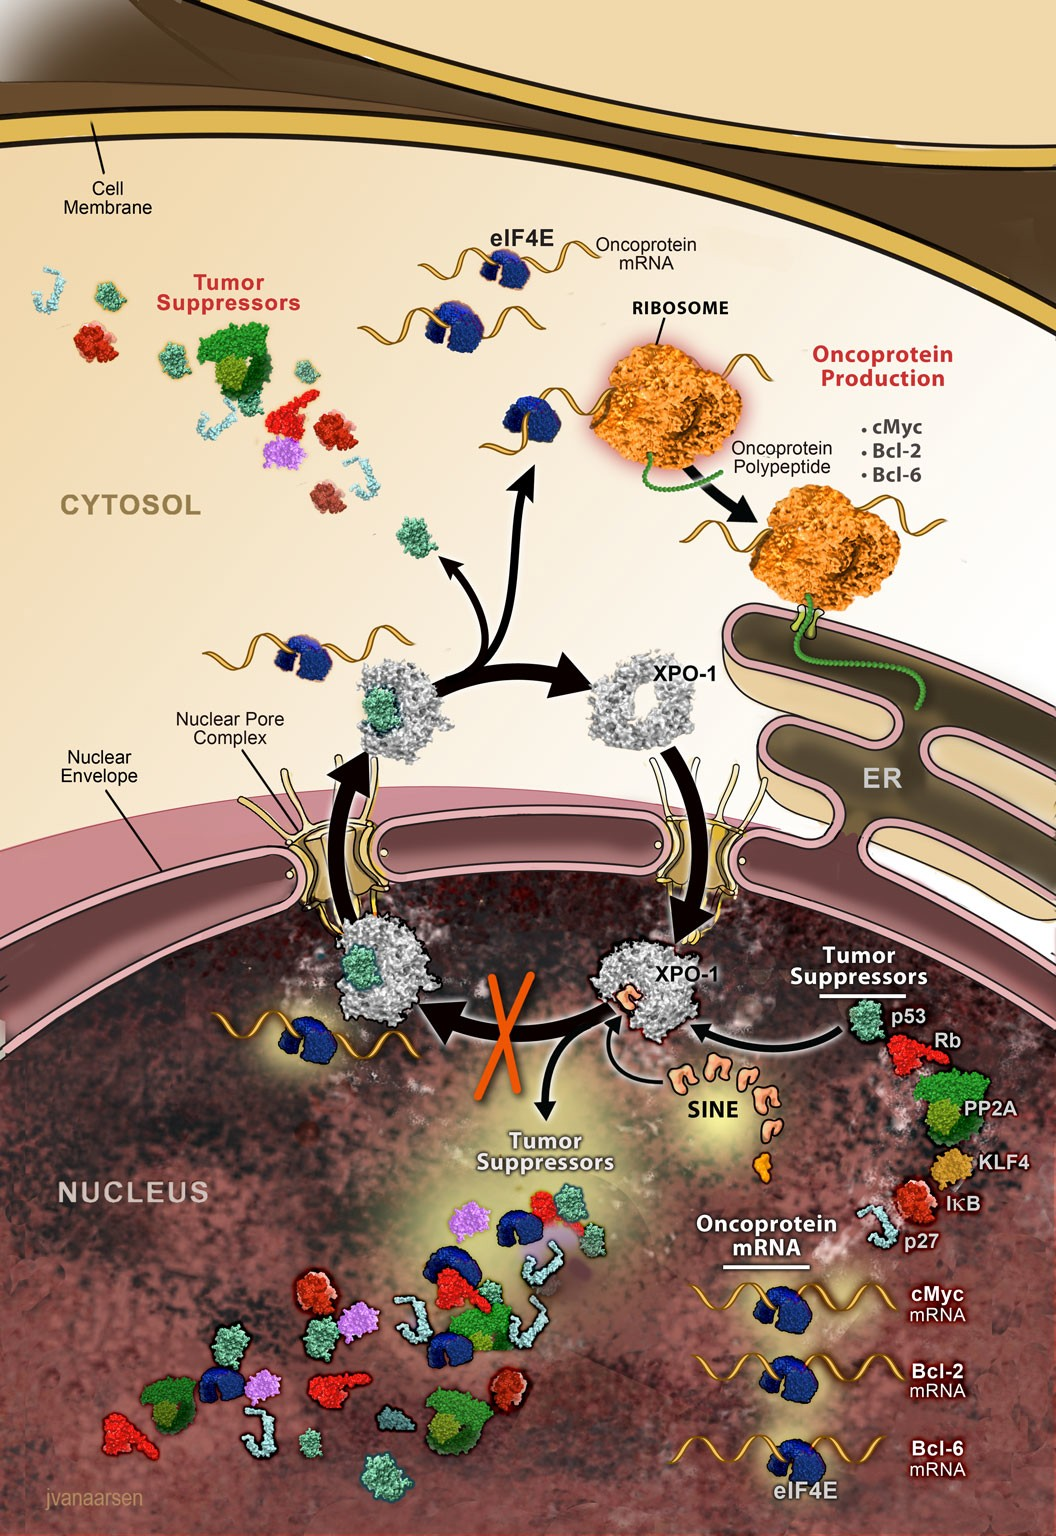 Cell
Membrane
eIF4E
Oncoprotein
mRNA
Tumor
Suppressors
RIBOSOME
Oncoprotein
Production
• cMyc
• Bcl-2
• Bcl-6
Oncoprotein
Polypeptide
CYTOSOL
XPO-1
Nuclear Pore
Complex
Nuclear
Envelope
ER
XPO-1
Tumor
Suppressors
p53
Rb
PP2A
KLF4
IκB
p27
SINE
Tumor
Suppressors
NUCLEUS
Oncoprotein
mRNA
cMyc
mRNA
Bcl-2
mRNA
Bcl-6
mRNA
eIF4E
jvanaarsen